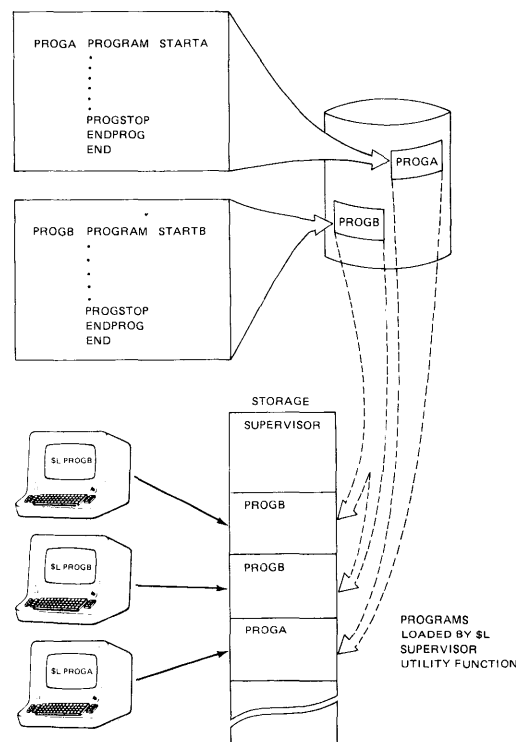 PROGA PROGRAM STARTA
PROGSTOP
ENDPROG
END
PROGA
PROGB PROGRAM STARTB
PROGSTOP
ENDPROG
END
PROGB
STORAGE
SUPERVISOR
$L PROGB
PROGB
$L PROGB
PROGB
$L PROGA
PROGA
PROGRAMS
LOADED BY $L
SUPERVISOR
UTILITY FUNCTION